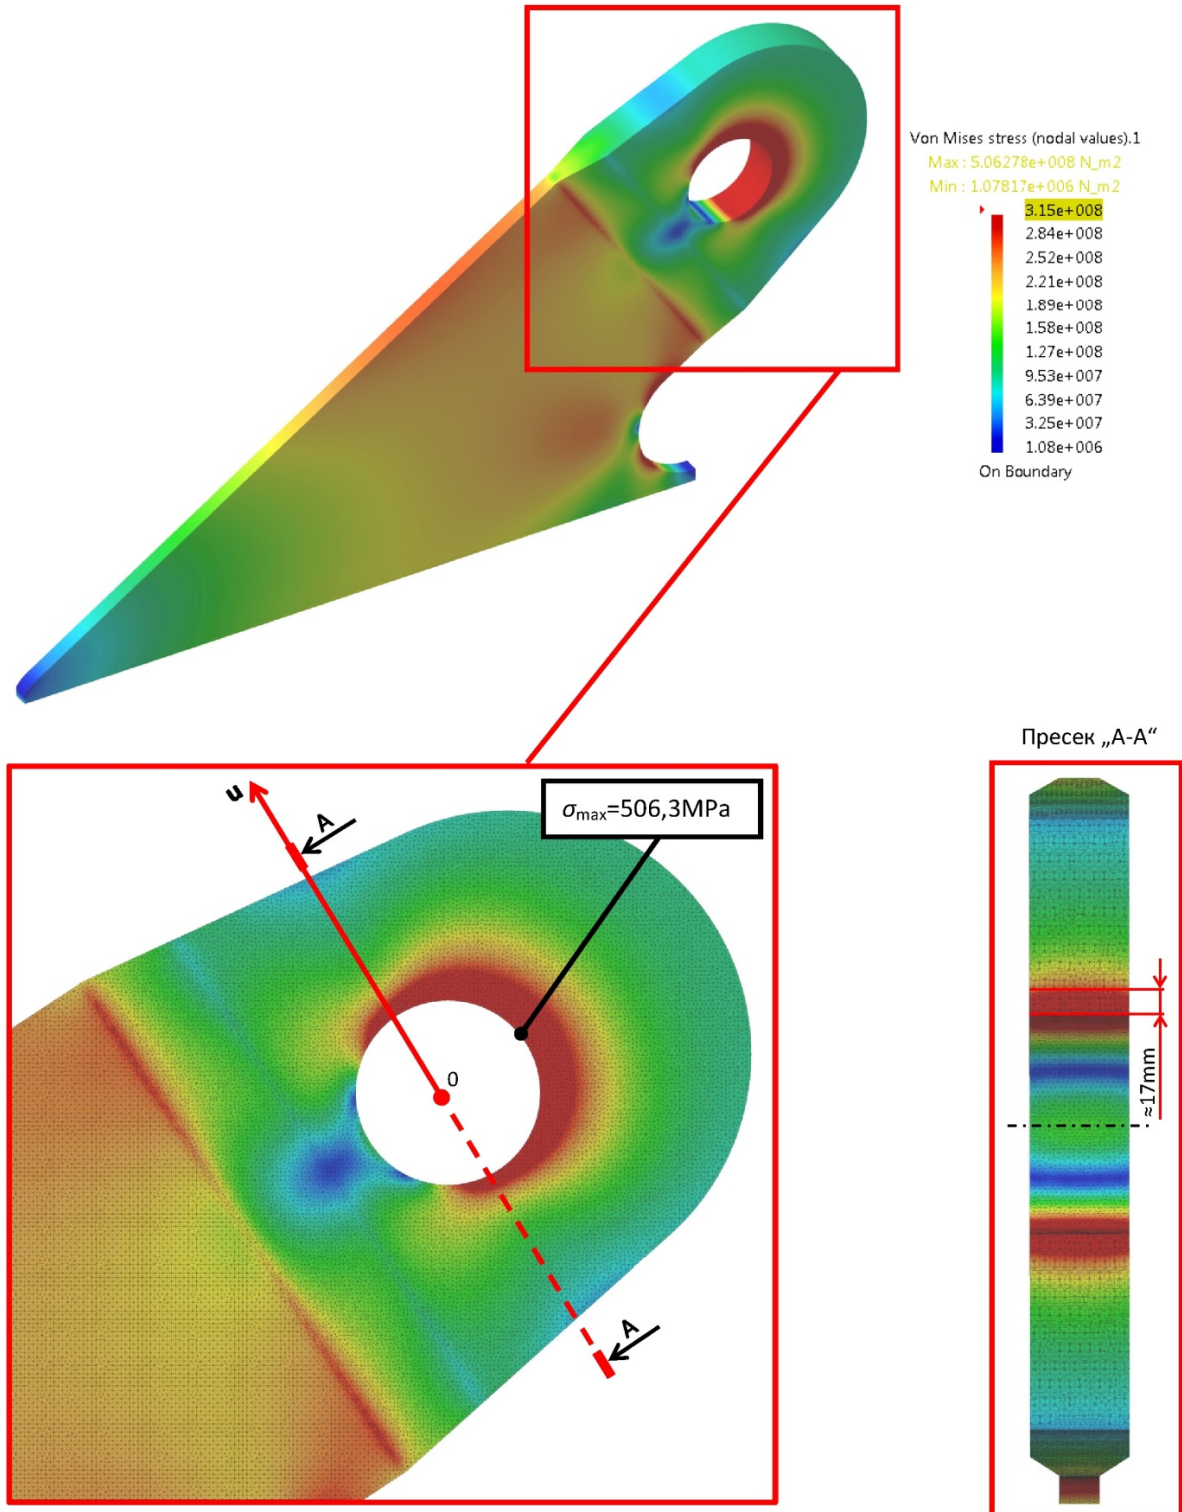 Von Mises stress (nodal values).1
Max : 5.06278e+008 N_m2
Min : 1.07817e+006 N_m2
3.15e+008
2.84e+008
2.52e+008
2.21e+008
1.89e+008
1.58e+008
1.27e+008
9.53e+007
6.39e+007
3.25e+007
1.08e+006
On Boundary
Пресек „А-А“
σmax=506,3MPa
u
A
0
A
≈17mm